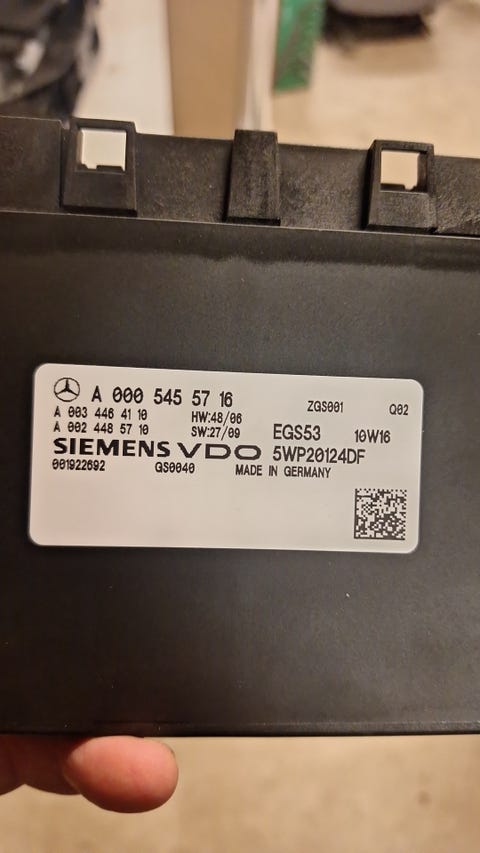 A 000 545 57 16
ZGS001 Q02
A 003 446 41 10 HW:48/06
A 002 448 57 10 SW:27/09 EGS53 10W16
SIEMENS VDO 5WP20124DF
001922692 GS0040 MADE IN GERMANY